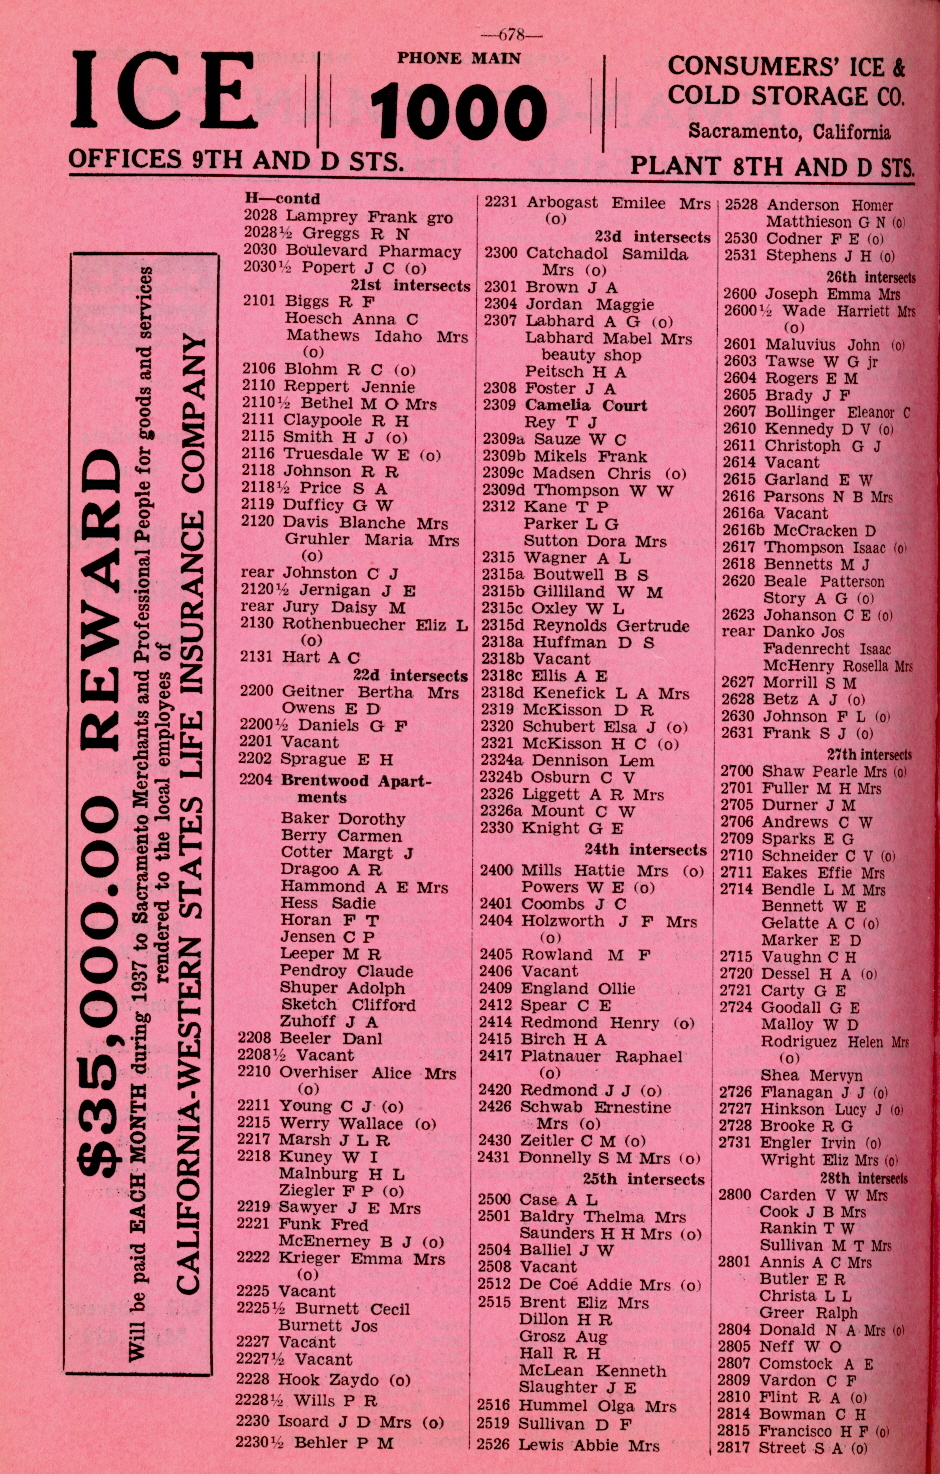 —678—
ICE
PHONE MAIN
1000
CONSUMERS' ICE &
COLD STORAGE CO.
Sacramento, California
OFFICES 9TH AND D STS.
PLANT 8TH AND D STS.
$35,000.00 REWARD
Will be paid EACH MONTH during 1937 to Sacramento Merchants and Professional People for goods and services
rendered to the local employees of
CALIFORNIA-WESTERN STATES LIFE INSURANCE COMPANY
H—contd
2028 Lamprey Frank gro
2028½ Greggs R N
2030 Boulevard Pharmacy
2030½ Popert J C (o)
21st intersects
2101 Biggs R F
Hoesch Anna C
Mathews Idaho Mrs
(o)
2106 Blohm R C (o)
2110 Reppert Jennie
2110½ Bethel M O Mrs
2111 Claypoole R H
2115 Smith H J (o)
2116 Truesdale W E (o)
2118 Johnson R R
2118½ Price S A
2119 Dufficy G W
2120 Davis Blanche Mrs
Gruhler Maria Mrs
(o)
rear Johnston C J
2120½ Jernigan J E
rear Jury Daisy M
2130 Rothenbuecher Eliz L
(o)
2131 Hart A C
22d intersects
2200 Geitner Bertha Mrs
Owens E D
2200½ Daniels G F
2201 Vacant
2202 Sprague E H
2204 Brentwood Apart-
ments
Baker Dorothy
Berry Carmen
Cotter Margt J
Dragoo A R
Hammond A E Mrs
Hess Sadie
Horan F T
Jensen C P
Leeper M R
Pendroy Claude
Shuper Adolph
Sketch Clifford
Zuhoff J A
2208 Beeler Danl
2208½ Vacant
2210 Overhiser Alice Mrs
(o)
2211 Young C J (o)
2215 Werry Wallace (o)
2217 Marsh J L R
2218 Kuney W I
Malnburg H L
Ziegler F P (o)
2219 Sawyer J E Mrs
2221 Funk Fred
McEnerney B J (o)
2222 Krieger Emma Mrs
(o)
2225 Vacant
2225½ Burnett Cecil
Burnett Jos
2227 Vacant
2227½ Vacant
2228 Hook Zaydo (o)
2228½ Wills P R
2230 Isoard J D Mrs (o)
2230½ Behler P M
2231 Arbogast Emilee Mrs
(o)
23d intersects
2300 Catchadol Samilda
Mrs (o)
2301 Brown J A
2304 Jordan Maggie
2307 Labhard A G (o)
Labhard Mabel Mrs
beauty shop
Peitsch H A
2308 Foster J A
2309 Camelia Court
Rey T J
2309a Sauze W C
2309b Mikels Frank
2309c Madsen Chris (o)
2309d Thompson W W
2312 Kane T P
Parker L G
Sutton Dora Mrs
2315 Wagner A L
2315a Boutwell B S
2315b Gilliland W M
2315c Oxley W L
2315d Reynolds Gertrude
2318a Huffman D S
2318b Vacant
2318c Ellis A E
2318d Kenefick L A Mrs
2319 McKisson D R
2320 Schubert Elsa J (o)
2321 McKisson H C (o)
2324a Dennison Lem
2324b Osburn C V
2326 Liggett A R Mrs
2326a Mount C W
2330 Knight G E
24th intersects
2400 Mills Hattie Mrs (o)
Powers W E (o)
2401 Coombs J C
2404 Holzworth J F Mrs
(o)
2405 Rowland M F
2406 Vacant
2409 England Ollie
2412 Spear C E
2414 Redmond Henry (o)
2415 Birch H A
2417 Platnauer Raphael
(o)
2420 Redmond J J (o)
2426 Schwab Ernestine
Mrs (o)
2430 Zeitler C M (o)
2431 Donnelly S M Mrs (o)
25th intersects
2500 Case A L
2501 Baldry Thelma Mrs
Saunders H H Mrs (o)
2504 Balliel J W
2508 Vacant
2512 De Coe Addie Mrs (o)
2515 Brent Eliz Mrs
Dillon H R
Grosz Aug
Hall R H
McLean Kenneth
Slaughter J E
2516 Hummel Olga Mrs
2519 Sullivan D F
2526 Lewis Abbie Mrs
2528 Anderson Homer
Matthieson G N (o)
2530 Codner F E (o)
2531 Stephens J H (o)
26th intersects
2600 Joseph Emma Mrs
2600½ Wade Harriett Mrs
(o)
2601 Maluvius John (o)
2603 Tawse W G jr
2604 Rogers E M
2605 Brady J F
2607 Bollinger Eleanor C
2610 Kennedy D V (o)
2611 Christoph G J
2614 Vacant
2615 Garland E W
2616 Parsons N B Mrs
2616a Vacant
2616b McCracken D
2617 Thompson Isaac (o)
2618 Bennetts M J
2620 Beale Patterson
Story A G (o)
2623 Johanson C E (o)
rear Danko Jos
Fadenrecht Isaac
McHenry Rosella Mrs
2627 Morrill S M
2628 Betz A J (o)
2630 Johnson F L (o)
2631 Frank S J (o)
27th intersects
2700 Shaw Pearle Mrs (o)
2701 Fuller M H Mrs
2705 Durner J M
2706 Andrews C W
2709 Sparks E G
2710 Schneider C V (o)
2711 Eakes Effie Mrs
2714 Bendle L M Mrs
Bennett W E
Gelatte A C (o)
Marker E D
2715 Vaughn C H
2720 Dessel H A (o)
2721 Carty G E
2724 Goodall G E
Malloy W D
Rodriguez Helen Mrs
(o)
Shea Mervyn
2726 Flanagan J J (o)
2727 Hinkson Lucy J (o)
2728 Brooke R G
2731 Engler Irvin (o)
Wright Eliz Mrs (o)
28th intersects
2800 Carden V W Mrs
Cook J B Mrs
Rankin T W
Sullivan M T Mrs
2801 Annis A C Mrs
Butler E R
Christa L L
Greer Ralph
2804 Donald N A Mrs (o)
2805 Neff W O
2807 Comstock A E
2809 Vardon C F
2810 Flint R A (o)
2814 Bowman C H
2815 Francisco H F (o)
2817 Street S A (o)